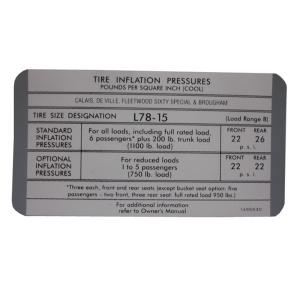 TIRE INFLATION PRESSURES
POUNDS PER SQUARE INCH (COOL)
CALAIS, DE VILLE, FLEETWOOD SIXTY SPECIAL & BROUGHAM
TIRE SIZE DESIGNATION L78-15 (Load Range B)
STANDARD INFLATION PRESSURES
For all loads, including full rated load, 6 passengers* plus 200 lb. trunk load (1100 lb. load)
FRONT REAR
22 26
p. s. i.
OPTIONAL INFLATION PRESSURES
For reduced loads 1 to 5 passengers (750 lb. load)
FRONT REAR
22 22
p. s. i.
*Three each, front and rear seats (except bucket seat option: five
passengers - two front, three rear seats: full rated load 950 lbs.)
For additional information
refer to Owner's Manual